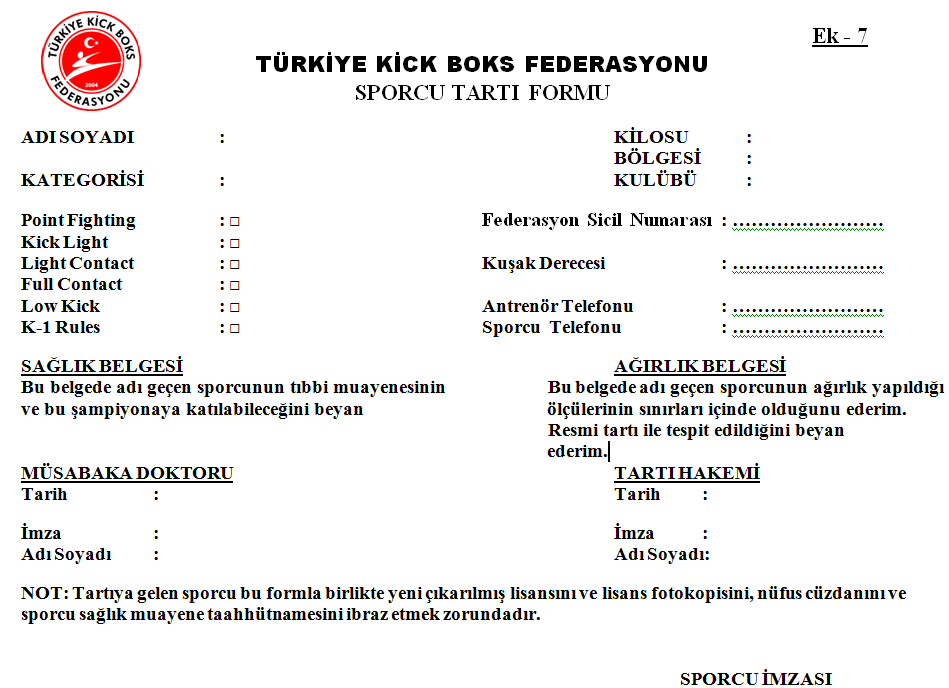 TÜRKİYE KİCK BOKS
FEDERASYONU
2004
Ek - 7
TÜRKİYE KİCK BOKS FEDERASYONU
SPORCU TARTI FORMU
ADI SOYADI : KİLOSU :
BÖLGESİ :
KATEGORİSİ : KULÜBÜ :
Point Fighting : □ Federasyon Sicil Numarası : ........................
Kick Light : □
Light Contact : □ Kuşak Derecesi : ........................
Full Contact : □
Low Kick : □ Antrenör Telefonu : ........................
K-1 Rules : □ Sporcu Telefonu : ........................
SAĞLIK BELGESİ AĞIRLIK BELGESİ
Bu belgede adı geçen sporcunun tıbbi muayenesinin Bu belgede adı geçen sporcunun ağırlık yapıldığı
ve bu şampiyonaya katılabileceğini beyan ölçülerinin sınırları içinde olduğunu ederim.
Resmi tartı ile tespit edildiğini beyan
ederim.
MÜSABAKA DOKTORU TARTI HAKEMİ
Tarih : Tarih :
İmza : İmza :
Adı Soyadı : Adı Soyadı:
NOT: Tartıya gelen sporcu bu formla birlikte yeni çıkarılmış lisansını ve lisans fotokopisini, nüfus cüzdanını ve
sporcu sağlık muayene taahhütnamesini ibraz etmek zorundadır.
SPORCU İMZASI